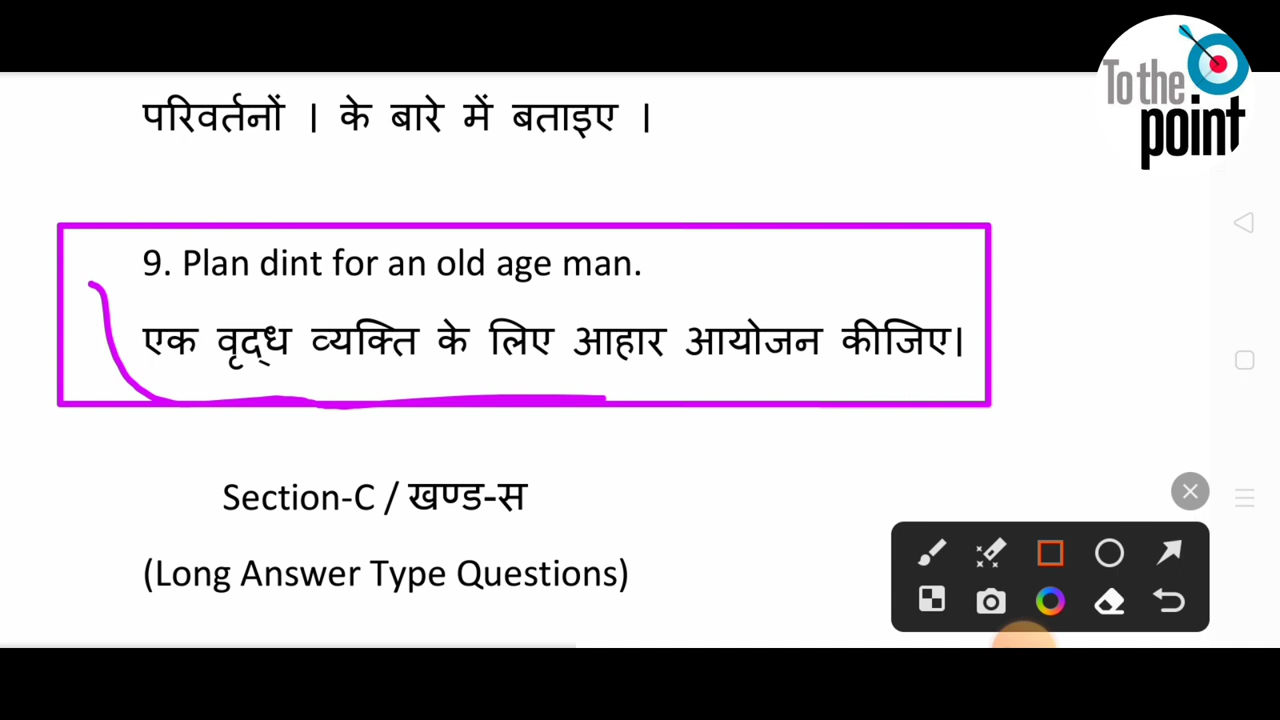 To the
point
परिवर्तनों । के बारे में बताइए ।
9. Plan dint for an old age man.
एक वृद्ध व्यक्ति के लिए आहार आयोजन कीजिए।
Section-C / खण्ड-स
(Long Answer Type Questions)